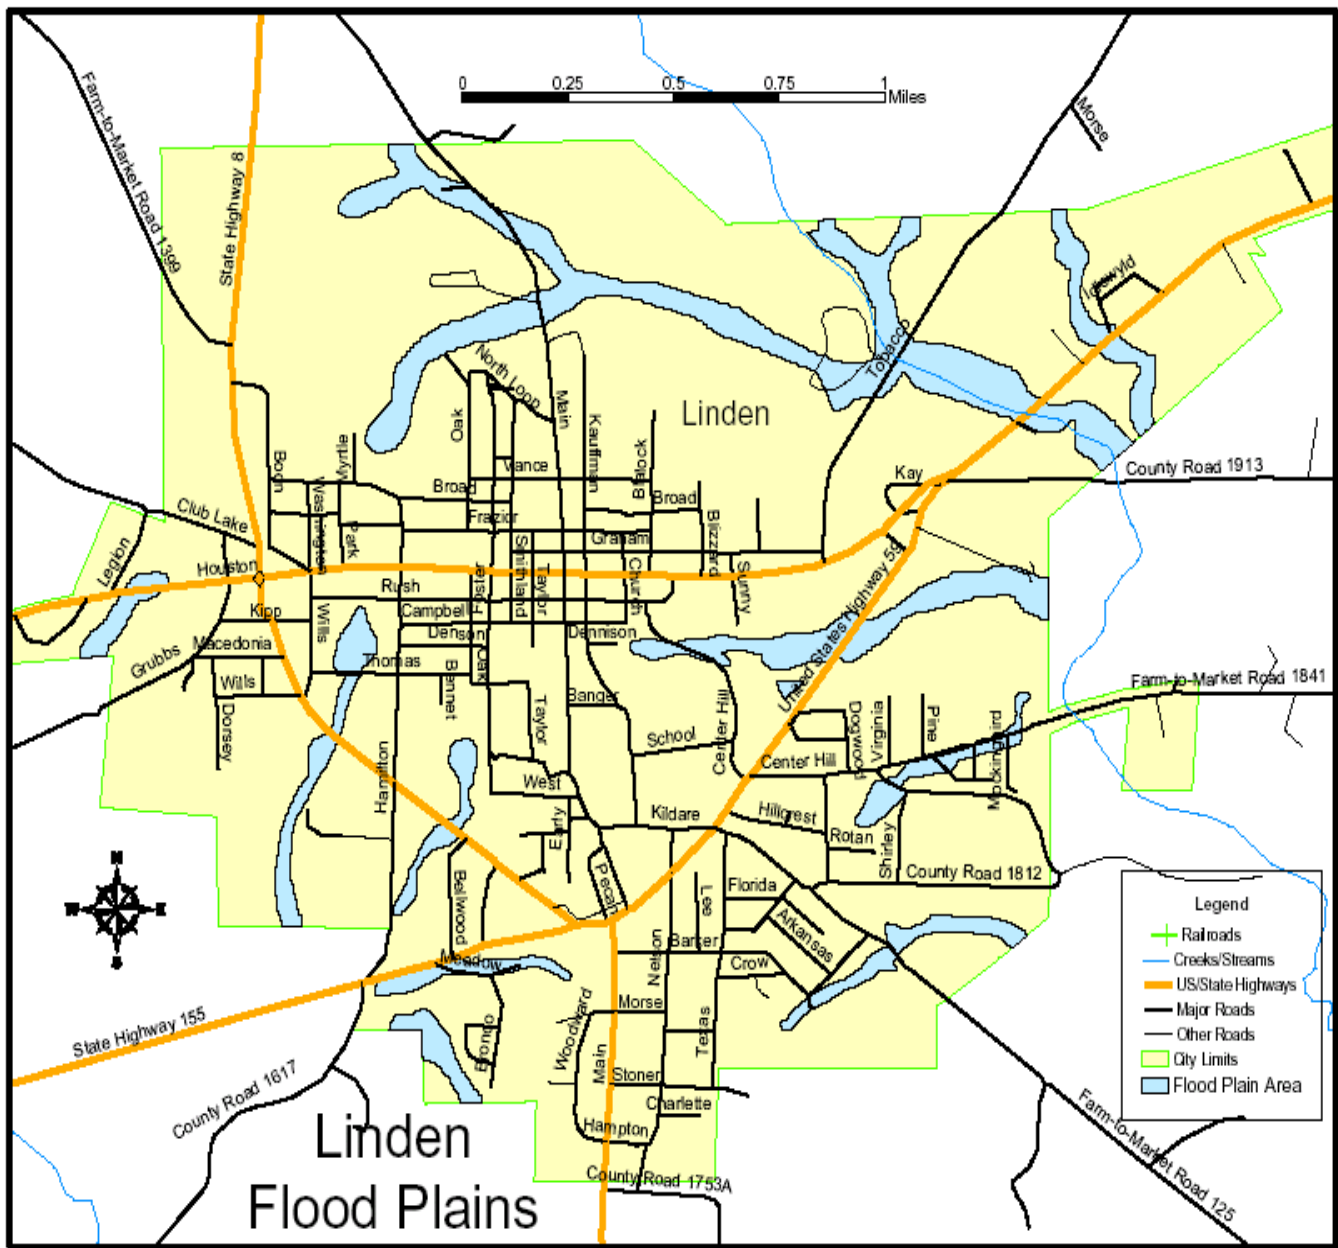 0 0.25 0.5 0.75 1
Miles
Farm-to-Market Road 1399
State Highway 8
Morse
Idlewyld
Tobacco
North Loop
Main
Linden
Oak
Kauffman
Blalock
Myrtle
Boon
Washington
Vance
Broad
Broad
Kay
County Road 1913
Club Lake
Park
Frazior
Graham
Blizzard
Legion
Houston
Rush
Foster
Smithland
Taylor
Church
Sunny
United States Highway 59
Kipp
Wills
Campbell
Denson
Dennison
Macedonia
Grubbs
Thomas
Oak
Wills
Barnet
Banger
Farm-to-Market Road 1841
Dorsey
Taylor
School
Center Hill
Dogwood
Virginia
Pine
Mockingbird
Center Hill
Hamilton
West
Kildare
Hillcrest
Early
Rotan
Shirley
Pecan
Lee
Florida
County Road 1812
Bellwood
Arkansas
Barker
Nelson
Meadow
Crow
State Highway 155
Woodward
Morse
Texas
Bronco
Main
Stoner
County Road 1617
Charlette
Hampton
Farm-to-Market Road 125
County Road 1753A
N
W E
S
Legend
Railroads
Creeks/Streams
US/State Highways
Major Roads
Other Roads
City Limits
Flood Plain Area
Linden
Flood Plains